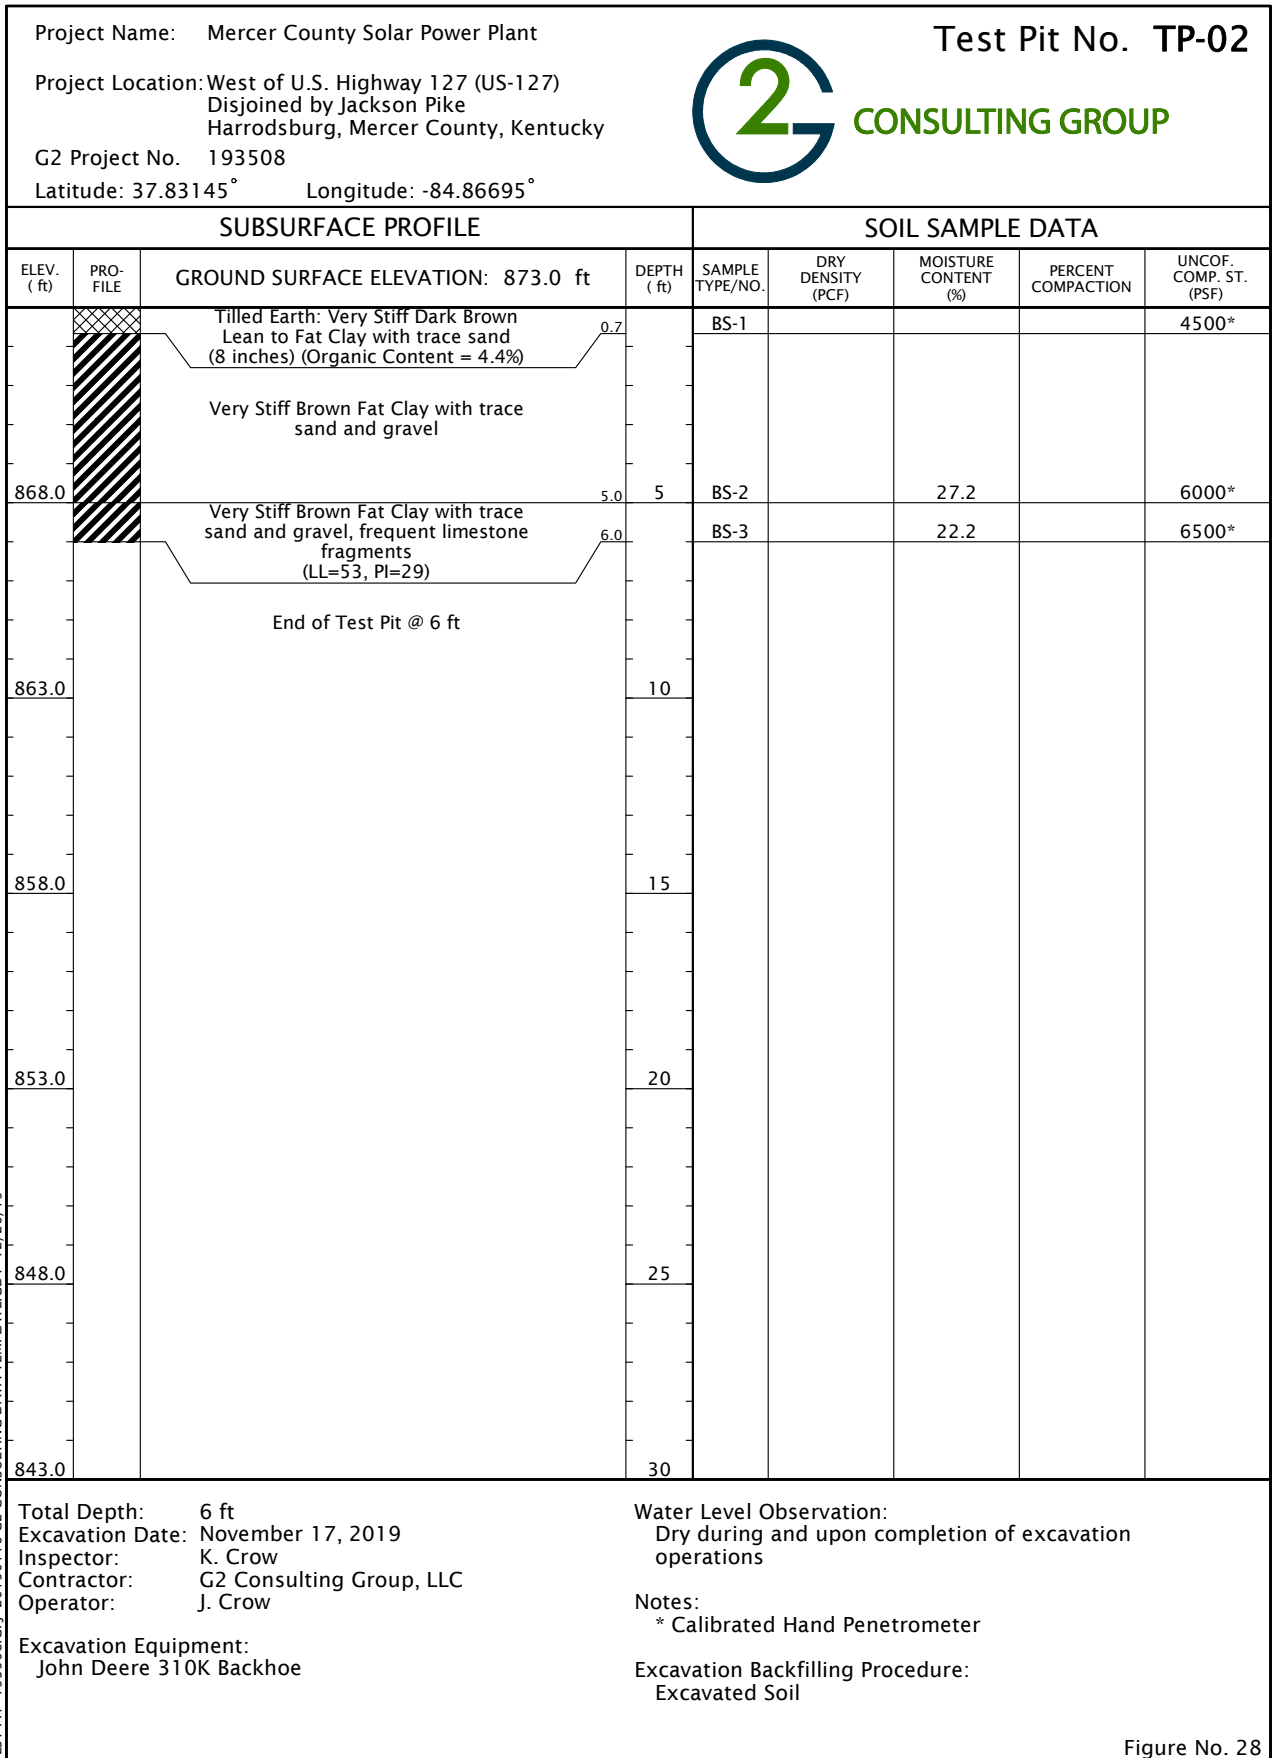 Project Name: Mercer County Solar Power Plant
Project Location: West of U.S. Highway 127 (US-127)
Disjoined by Jackson Pike
Harrodsburg, Mercer County, Kentucky
G2 Project No. 193508
Latitude: 37.83145° Longitude: -84.86695°
Test Pit No. TP-02
G2 CONSULTING GROUP
SUBSURFACE PROFILE
SOIL SAMPLE DATA
ELEV. ( ft)
PRO-FILE
GROUND SURFACE ELEVATION: 873.0 ft
DEPTH ( ft)
SAMPLE TYPE/NO.
DRY DENSITY (PCF)
MOISTURE CONTENT (%)
PERCENT COMPACTION
UNCOF. COMP. ST. (PSF)
Tilled Earth: Very Stiff Dark Brown
Lean to Fat Clay with trace sand
(8 inches) (Organic Content = 4.4%)
0.7
BS-1 4500*
Very Stiff Brown Fat Clay with trace
sand and gravel
868.0 5.0 5 BS-2 27.2 6000*
Very Stiff Brown Fat Clay with trace
sand and gravel, frequent limestone
fragments
(LL=53, PI=29)
6.0 BS-3 22.2 6500*
End of Test Pit @ 6 ft
863.0 10
858.0 15
853.0 20
848.0 25
843.0 30
Total Depth: 6 ft
Excavation Date: November 17, 2019
Inspector: K. Crow
Contractor: G2 Consulting Group, LLC
Operator: J. Crow
Excavation Equipment:
John Deere 310K Backhoe
Water Level Observation:
Dry during and upon completion of excavation
operations
Notes:
* Calibrated Hand Penetrometer
Excavation Backfilling Procedure:
Excavated Soil
Figure No. 28